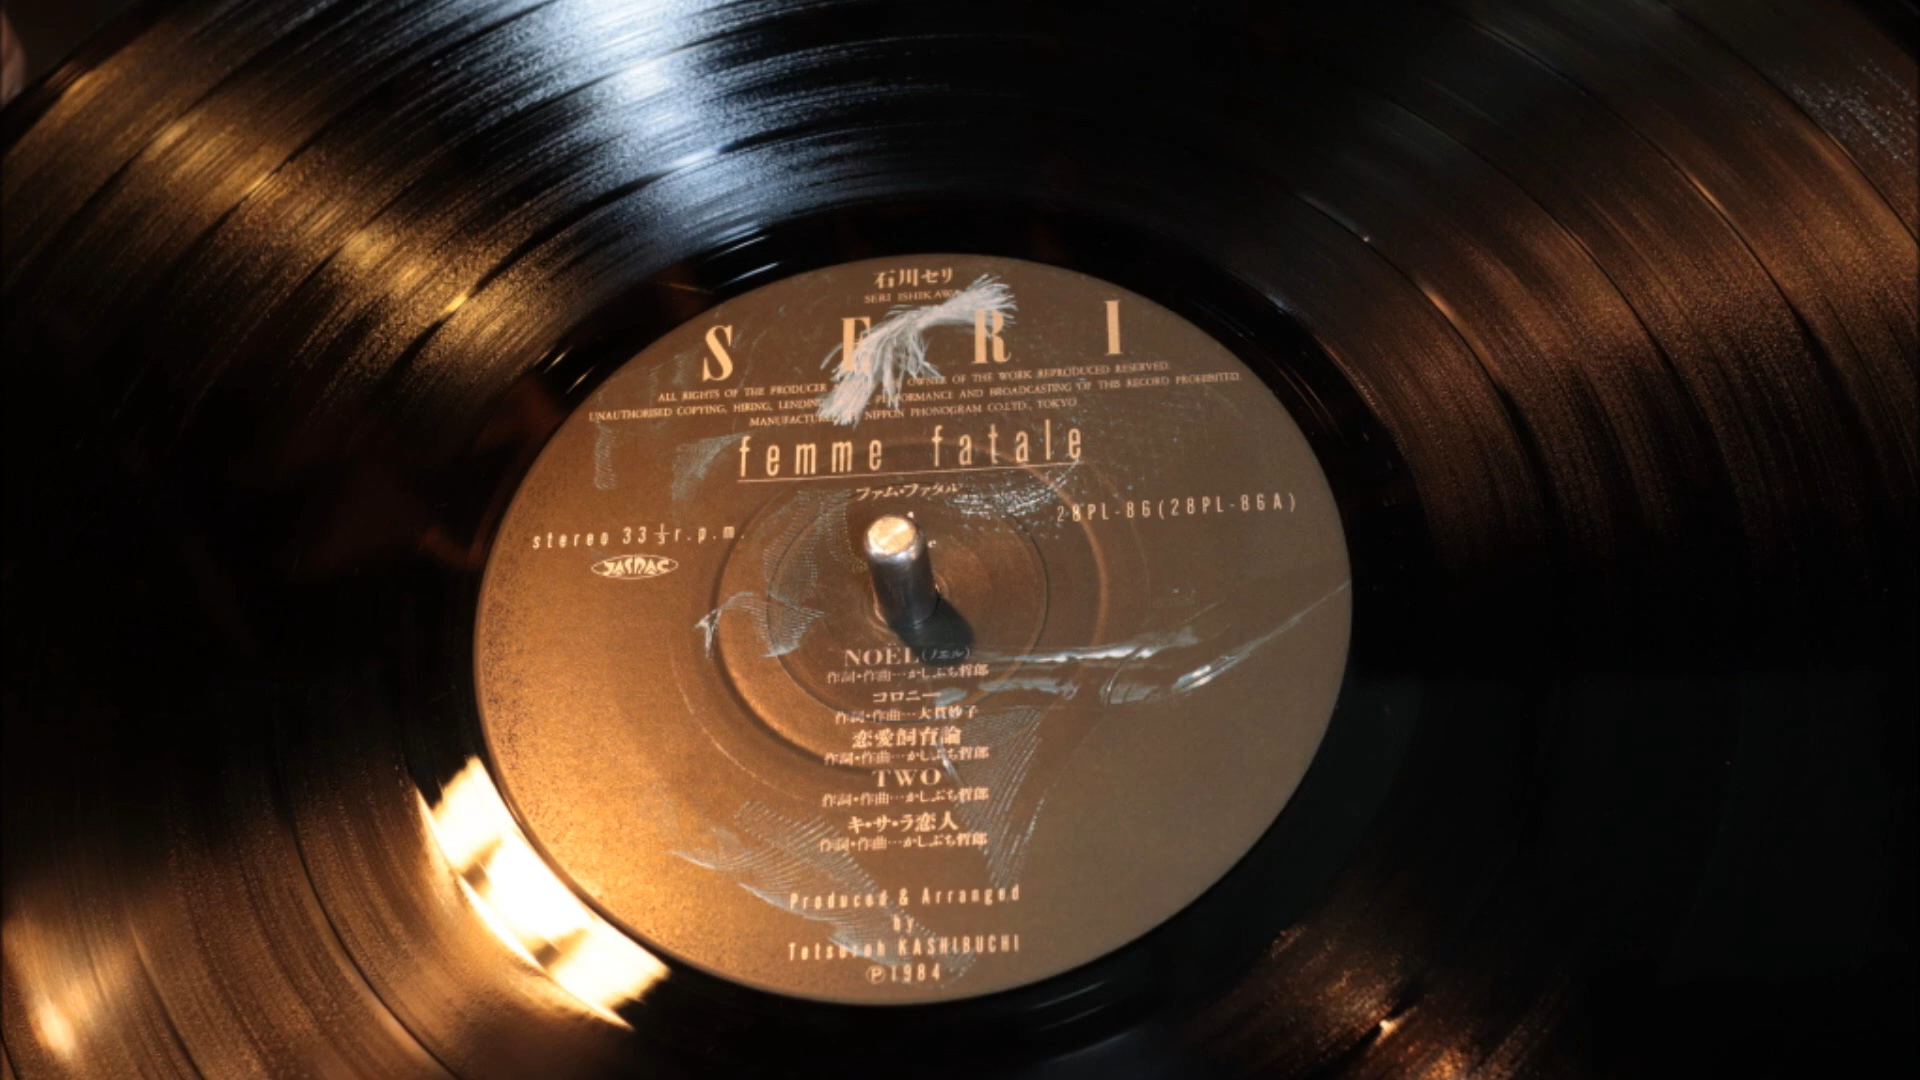 石川セリ
SERI ISHIKAWA
S E R I
ALL RIGHTS OF THE PRODUCER OWNER OF THE WORK REPRODUCED RESERVED.
UNAUTHORISED COPYING, HIRING, LENDING PERFORMANCE AND BROADCASTING OF THIS RECORD PROHIBITED.
MANUFACTURED NIPPON PHONOGRAM CO.LTD., TOKYO
femme fatale
ファム・ファタル
28PL-86(28PL-86A)
stereo 33⅓r.p.m.
JASRAC
NOËL(ノエル)
作詞・作曲…かしぶち哲郎
コロニー
作詞・作曲…大貫妙子
恋愛飼育論
作詞・作曲…かしぶち哲郎
TWO
作詞・作曲…かしぶち哲郎
キ・サ・ラ恋人
作詞・作曲…かしぶち哲郎
Produced & Arranged
by
Tetsuroh KASHIBUCHI
℗1984